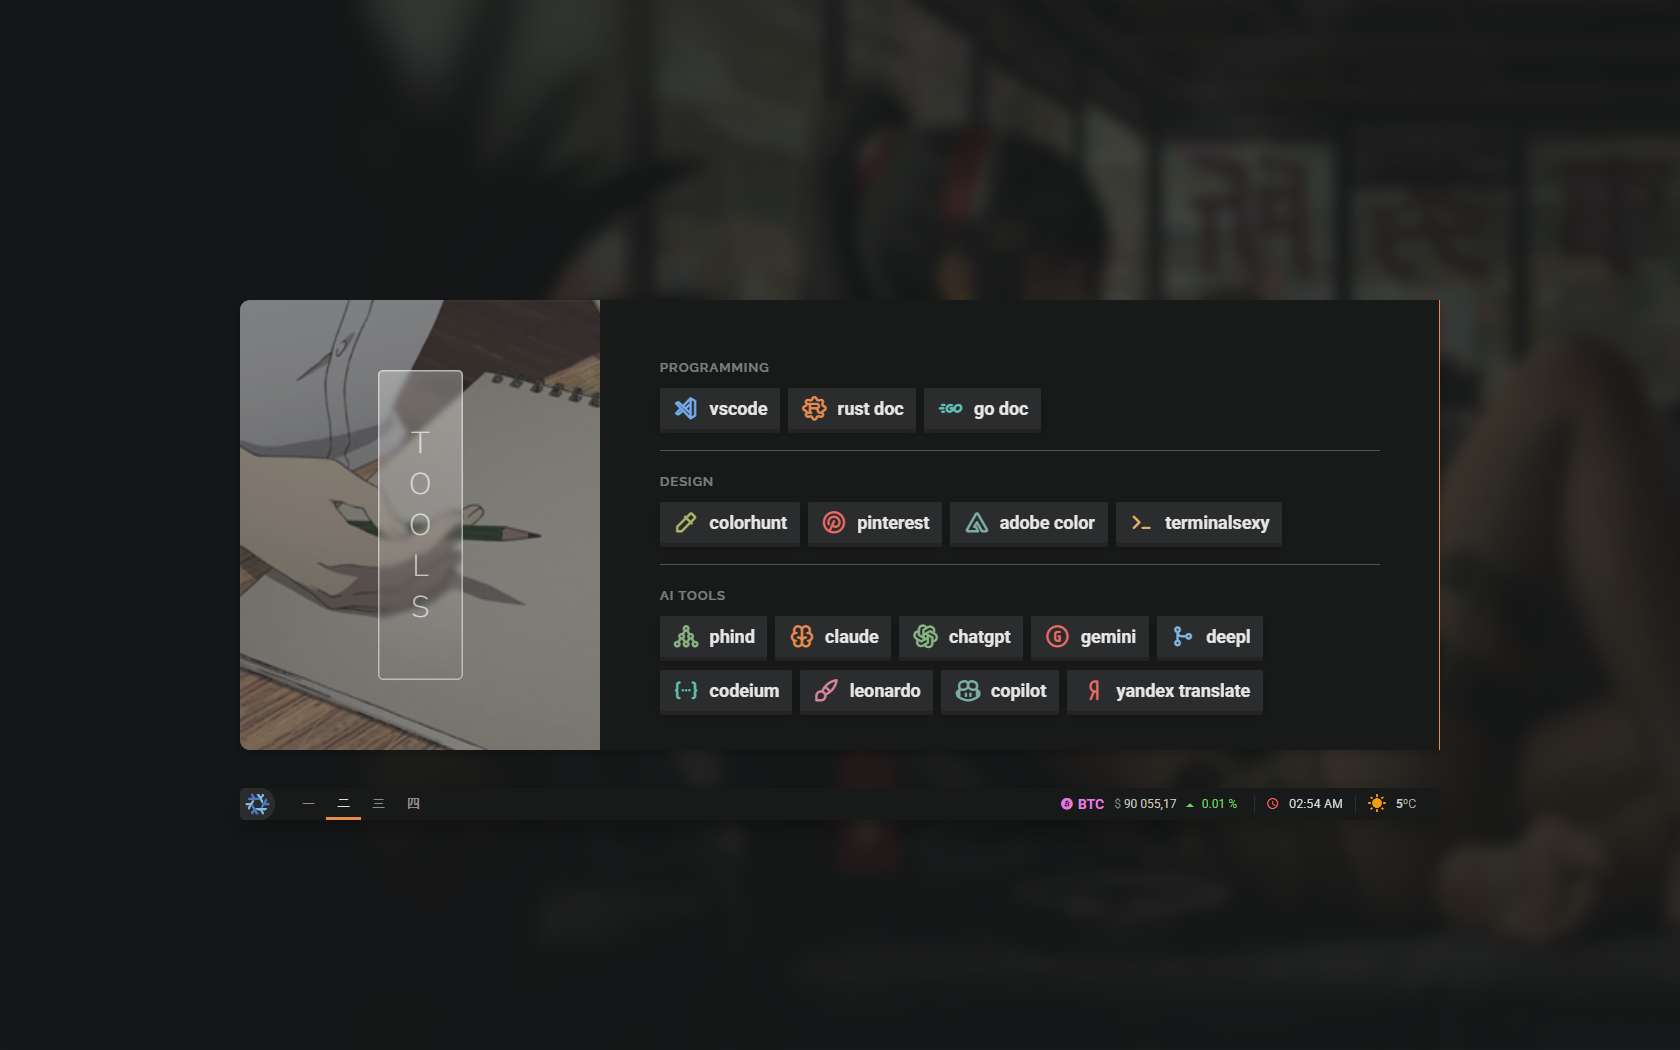 TOOLS
PROGRAMMING
vscode rust doc go doc
DESIGN
colorhunt pinterest adobe color terminalsexy
AI TOOLS
phind claude chatgpt gemini deepl
codeium leonardo copilot yandex translate
一 二 三 四 BTC $ 90 055,17 0.01 % 02:54 AM 5°C